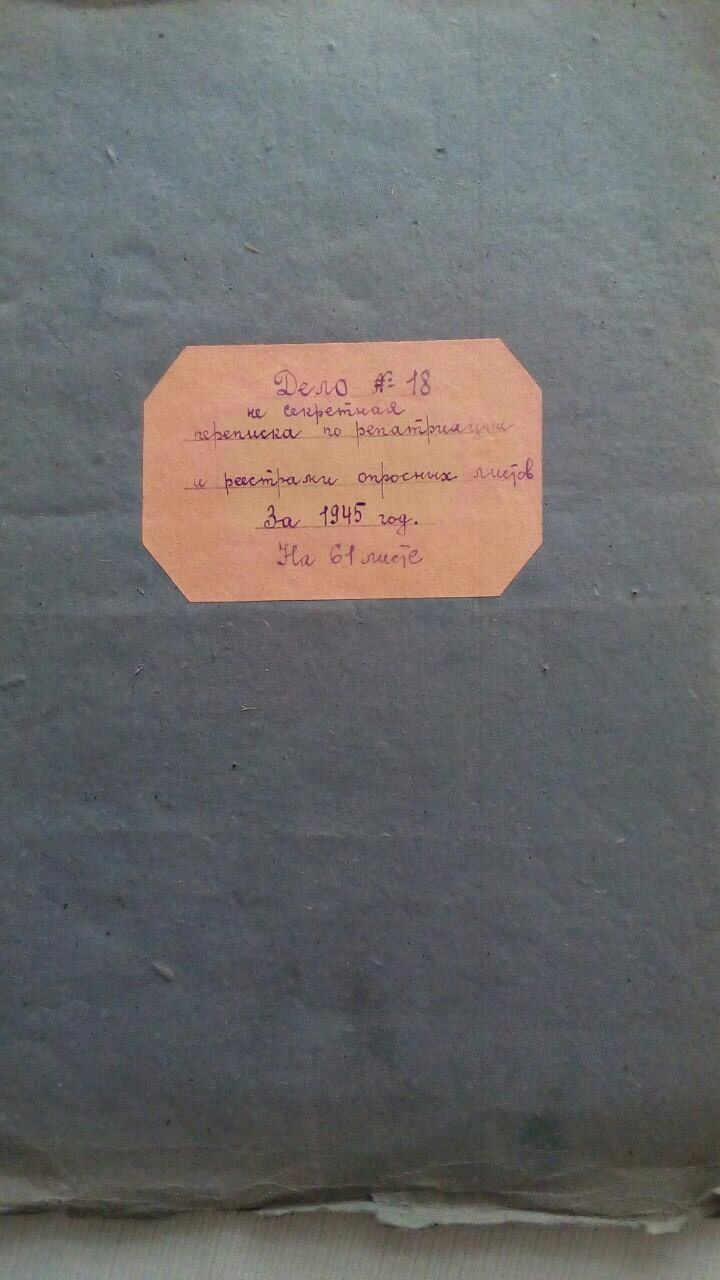 Дело № 18
не секретная
переписка по репатриации
и реестрами опросных листов
За 1945 год.
На 61 листе